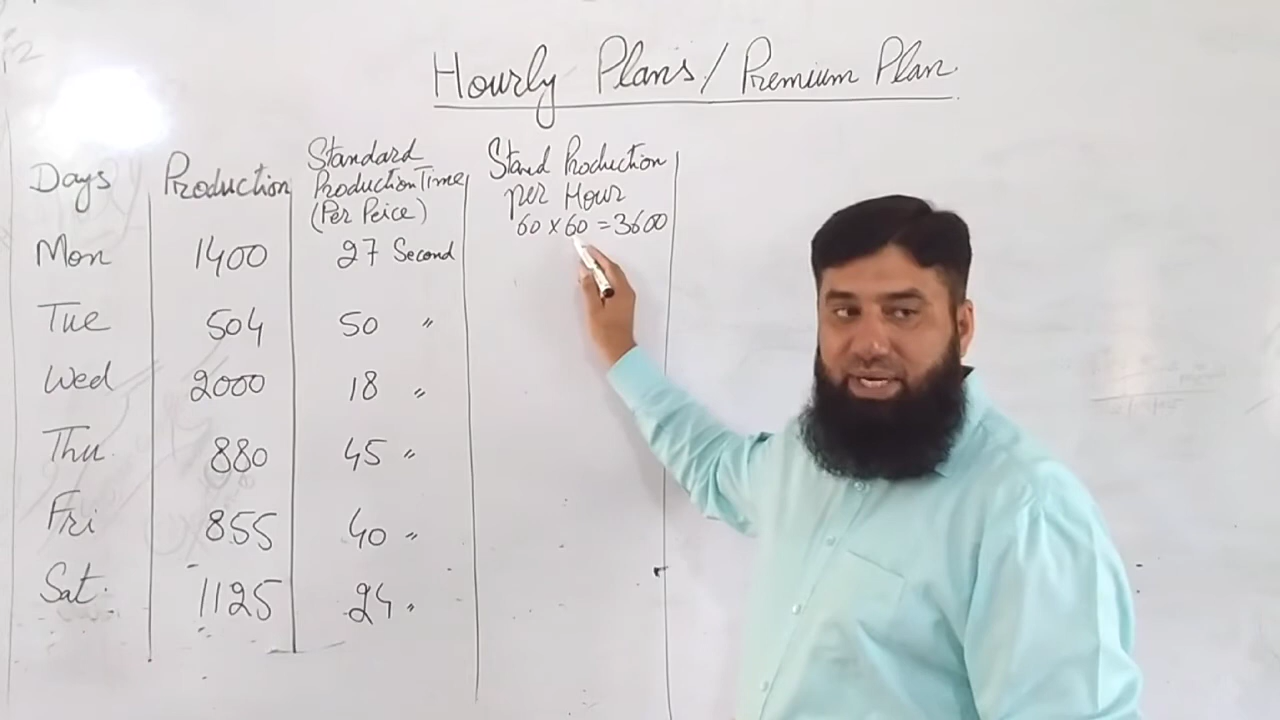 Hourly Plans / Premium Plan
Days
Production
Standard
Production Time
(Per Peice)
Stand Production
per Hour
60 × 60 = 3600
Mon 1400 27 Second
Tue 504 50 "
Wed 2000 18 "
Thu. 880 45 "
Fri 855 40 "
Sat. 1125 24 "